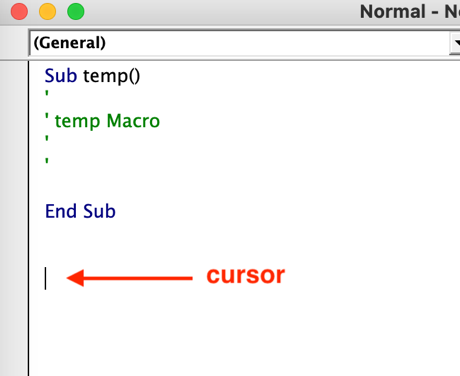 Normal - N
(General)
Sub temp()
'
' temp Macro
'
'
End Sub
cursor